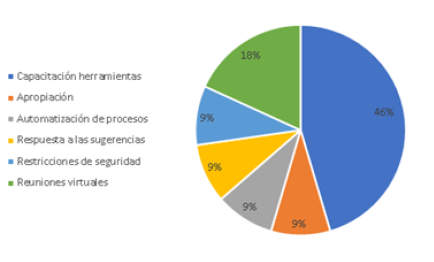 Capacitación herramientas
Apropiación
Automatización de procesos
Respuesta a las sugerencias
Restricciones de seguridad
Reuniones virtuales
18%
46%
9%
9%
9%
9%